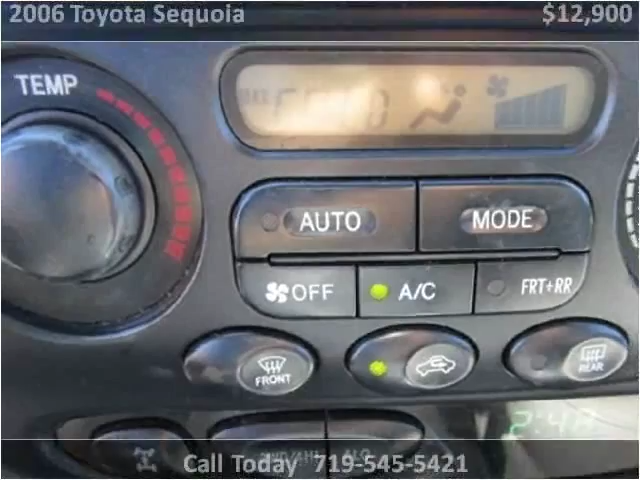 2006 Toyota Sequoia $12,900
TEMP
AUTO MODE
OFF A/C FRT+RR
FRONT REAR
Call Today 719-545-5421